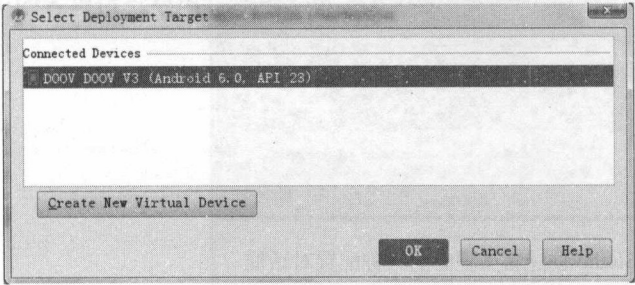 Select Deployment Target
Connected Devices
DOOV DOOV V3 (Android 6.0, API 23)
Create New Virtual Device
OK Cancel Help